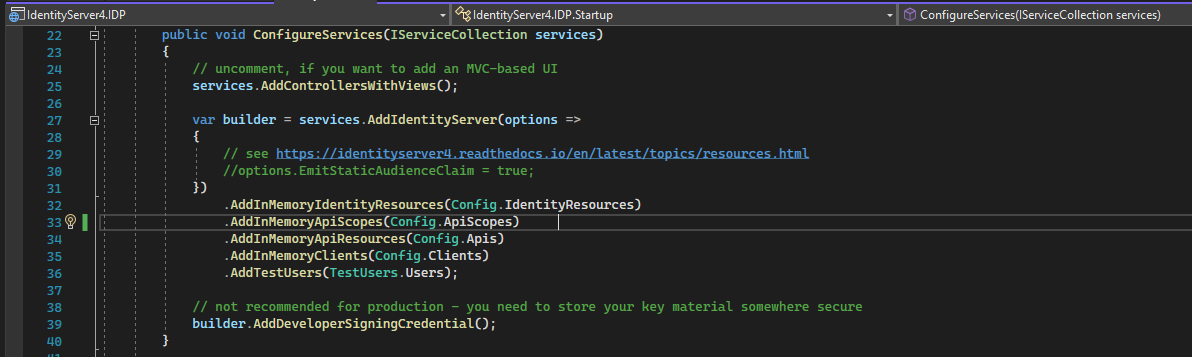 IdentityServer4.IDP
IdentityServer4.IDP.Startup
ConfigureServices(IServiceCollection services)
22 public void ConfigureServices(IServiceCollection services)
23 {
24 // uncomment, if you want to add an MVC-based UI
25 services.AddControllersWithViews();
26
27 var builder = services.AddIdentityServer(options =>
28 {
29 // see https://identityserver4.readthedocs.io/en/latest/topics/resources.html
30 //options.EmitStaticAudienceClaim = true;
31 })
32 .AddInMemoryIdentityResources(Config.IdentityResources)
33 .AddInMemoryApiScopes(Config.ApiScopes)
34 .AddInMemoryApiResources(Config.Apis)
35 .AddInMemoryClients(Config.Clients)
36 .AddTestUsers(TestUsers.Users);
37
38 // not recommended for production - you need to store your key material somewhere secure
39 builder.AddDeveloperSigningCredential();
40 }